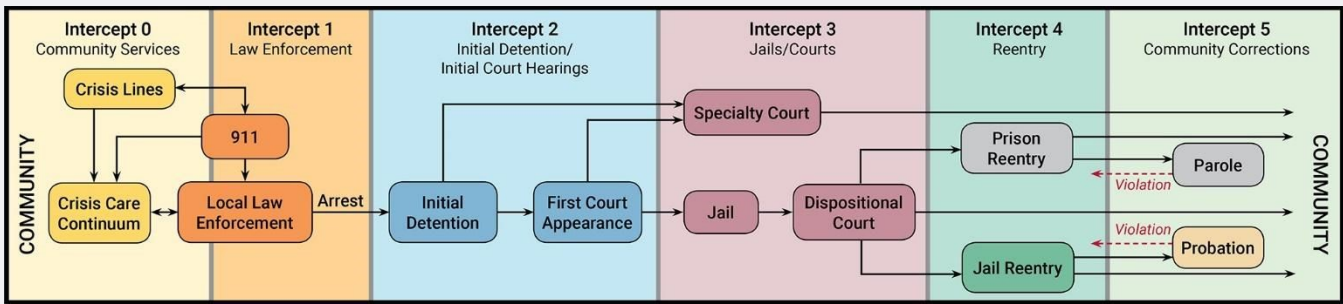 Intercept 0
Community Services
Intercept 1
Law Enforcement
Intercept 2
Initial Detention/
Initial Court Hearings
Intercept 3
Jails/Courts
Intercept 4
Reentry
Intercept 5
Community Corrections
COMMUNITY
Crisis Lines
911
Crisis Care
Continuum
Local Law
Enforcement
Arrest
Initial
Detention
First Court
Appearance
Specialty Court
Jail
Dispositional
Court
Prison
Reentry
Parole
Violation
Jail Reentry
Violation
Probation
COMMUNITY